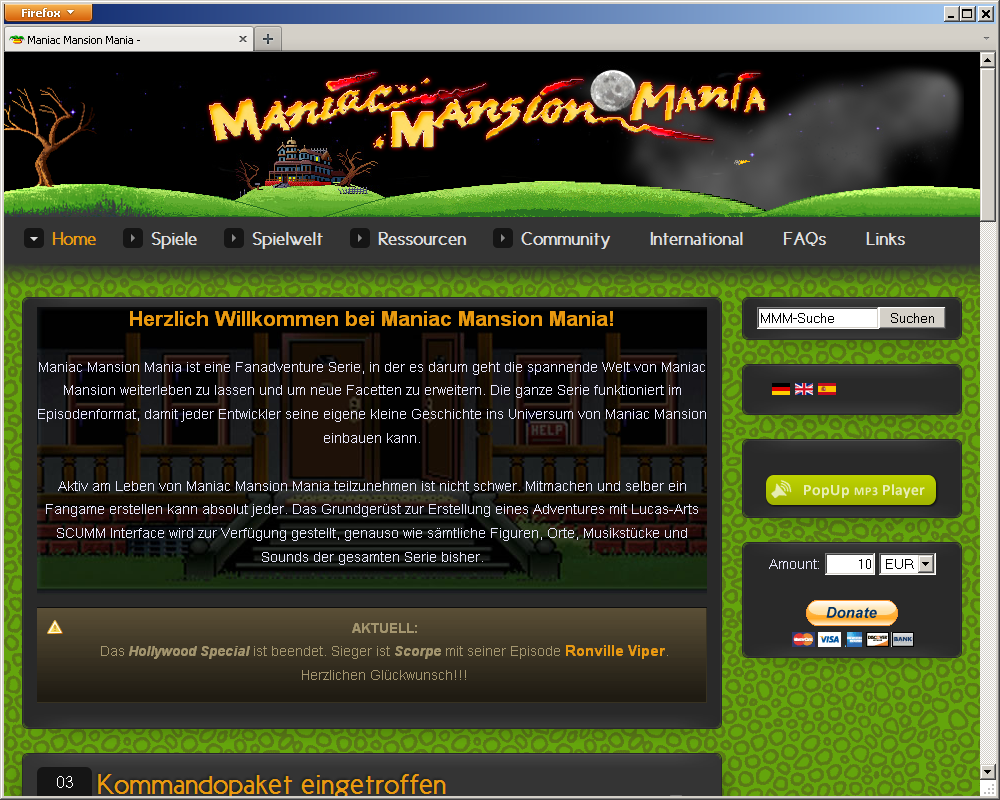 Firefox
Maniac Mansion Mania -
Maniac Mansion Mania
Home Spiele Spielwelt Ressourcen Community International FAQs Links
Herzlich Willkommen bei Maniac Mansion Mania!
Maniac Mansion Mania ist eine Fanadventure Serie, in der es darum geht die spannende Welt von Maniac
Mansion weiterleben zu lassen und um neue Facetten zu erweitern. Die ganze Serie funktioniert im
Episodenformat, damit jeder Entwickler seine eigene kleine Geschichte ins Universum von Maniac Mansion
einbauen kann.
HELP
Aktiv am Leben von Maniac Mansion Mania teilzunehmen ist nicht schwer. Mitmachen und selber ein
Fangame erstellen kann absolut jeder. Das Grundgerüst zur Erstellung eines Adventures mit Lucas-Arts
SCUMM Interface wird zur Verfügung gestellt, genauso wie sämtliche Figuren, Orte, Musikstücke und
Sounds der gesamten Serie bisher.
AKTUELL:
Das Hollywood Special ist beendet. Sieger ist Scorpe mit seiner Episode Ronville Viper.
Herzlichen Glückwunsch!!!
03 Kommandopaket eingetroffen
MMM-Suche Suchen
PopUp MP3 Player
Amount: 10 EUR
Donate
VISA DISCOVER BANK